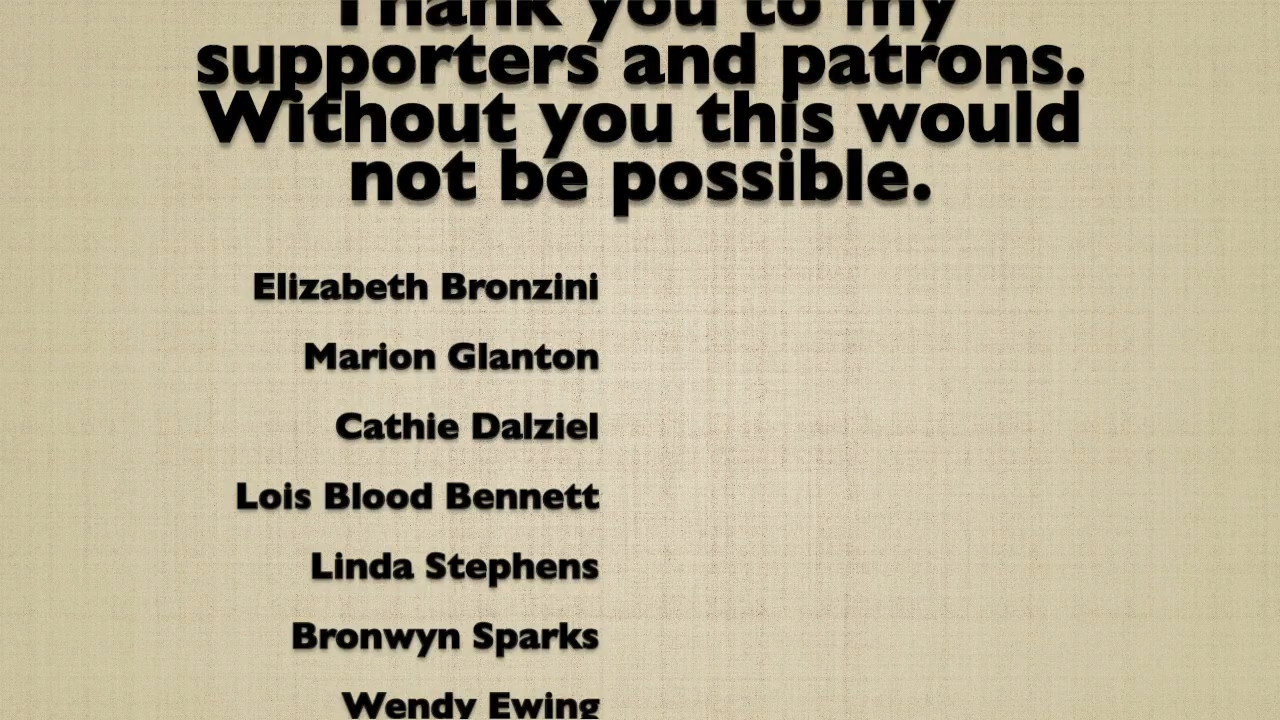 Thank you to my
supporters and patrons.
Without you this would
not be possible.
Elizabeth Bronzini
Marion Glanton
Cathie Dalziel
Lois Blood Bennett
Linda Stephens
Bronwyn Sparks
Wendy Ewing